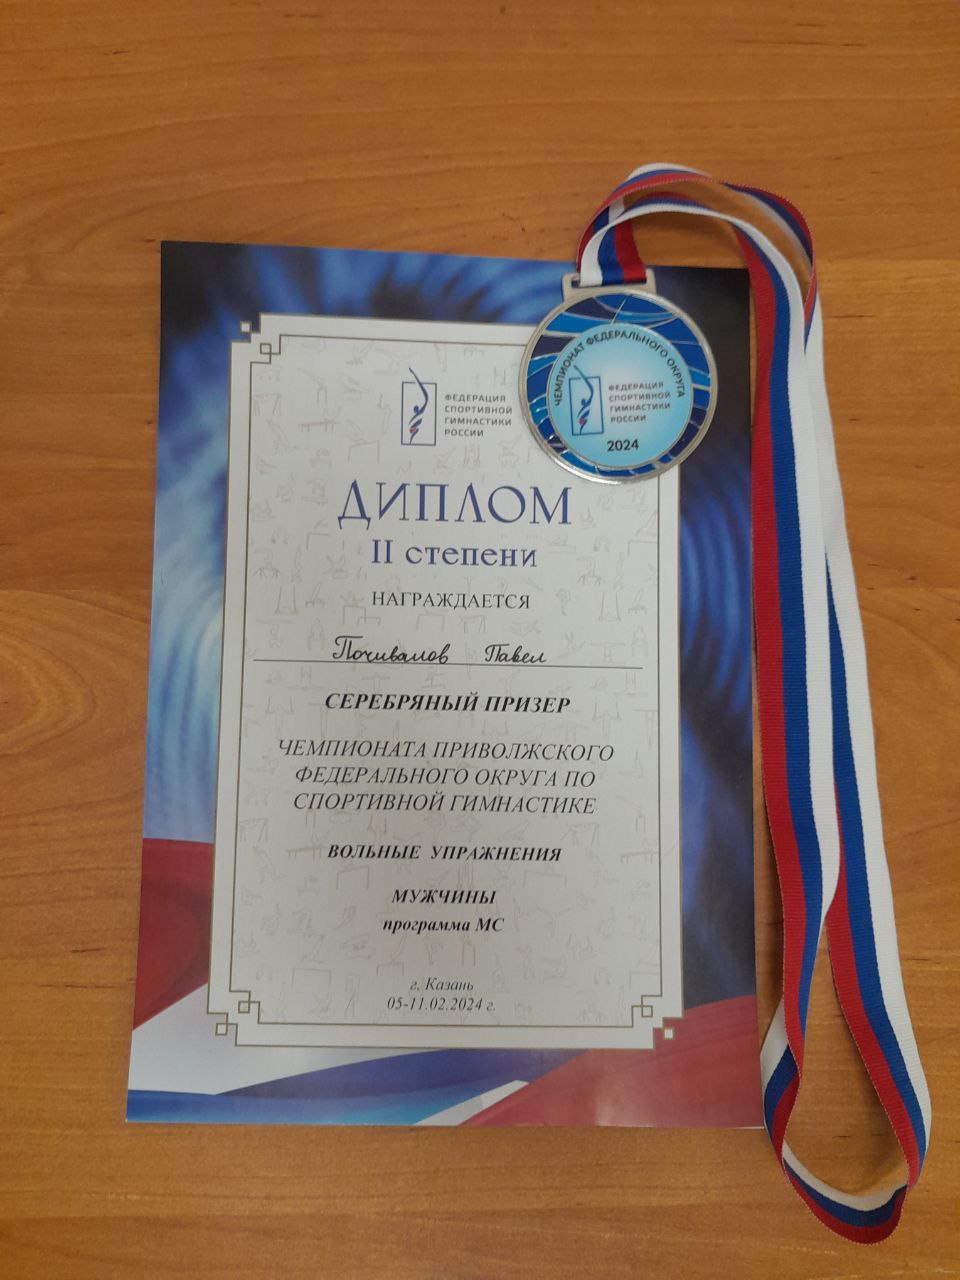 ФЕДЕРАЦИЯ
СПОРТИВНОЙ
ГИМНАСТИКИ
РОССИИ
ЧЕМПИОНАТ ФЕДЕРАЛЬНОГО ОКРУГА
ФЕДЕРАЦИЯ
СПОРТИВНОЙ
ГИМНАСТИКИ
РОССИИ
2024
ДИПЛОМ
II степени
НАГРАЖДАЕТСЯ
Почивалов Павел
СЕРЕБРЯНЫЙ ПРИЗЕР
ЧЕМПИОНАТА ПРИВОЛЖСКОГО
ФЕДЕРАЛЬНОГО ОКРУГА ПО
СПОРТИВНОЙ ГИМНАСТИКЕ
ВОЛЬНЫЕ УПРАЖНЕНИЯ
МУЖЧИНЫ
программа МС
г. Казань
05-11.02.2024 г.